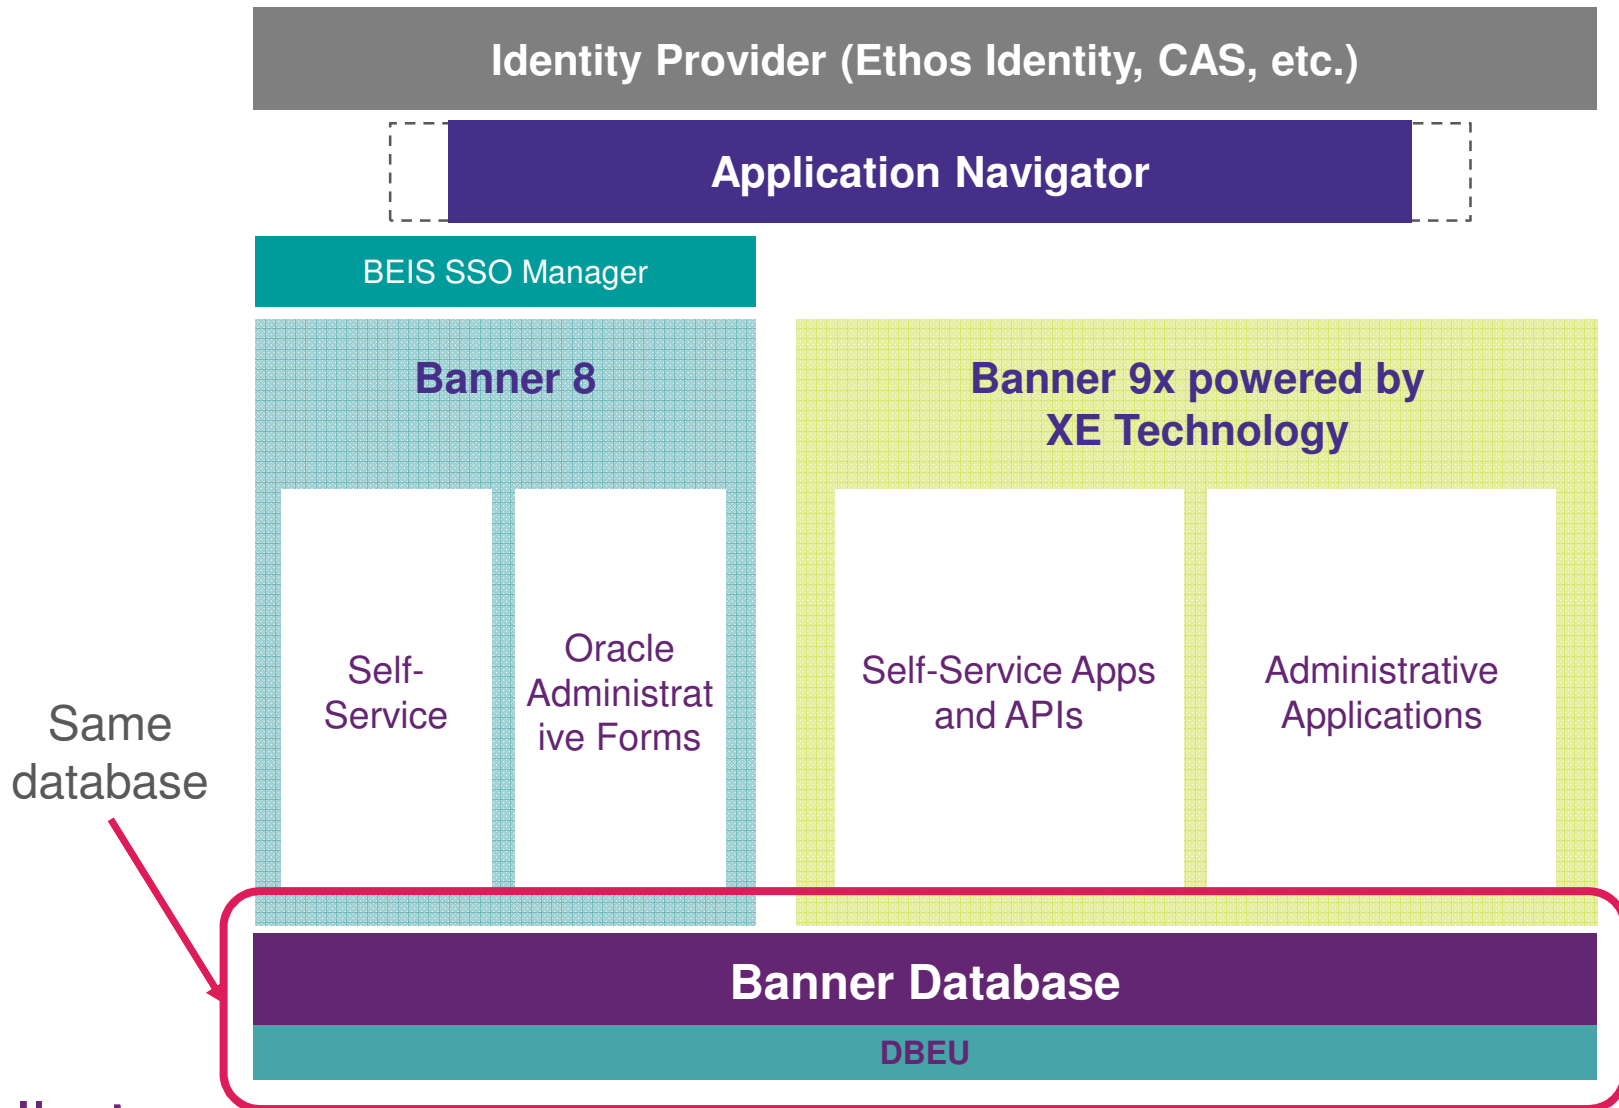 Identity Provider (Ethos Identity, CAS, etc.)
Application Navigator
BEIS SSO Manager
Banner 8
Banner 9x powered by
XE Technology
Self-
Service
Oracle
Administrat
ive Forms
Self-Service Apps
and APIs
Administrative
Applications
Same
database
Banner Database
DBEU